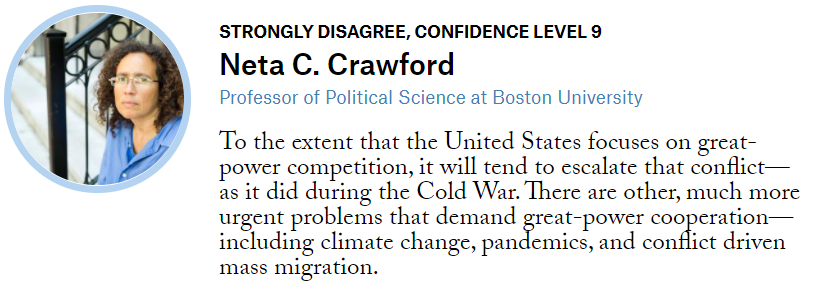 STRONGLY DISAGREE, CONFIDENCE LEVEL 9
Neta C. Crawford
Professor of Political Science at Boston University
To the extent that the United States focuses on great-
power competition, it will tend to escalate that conflict—
as it did during the Cold War. There are other, much more
urgent problems that demand great-power cooperation—
including climate change, pandemics, and conflict driven
mass migration.